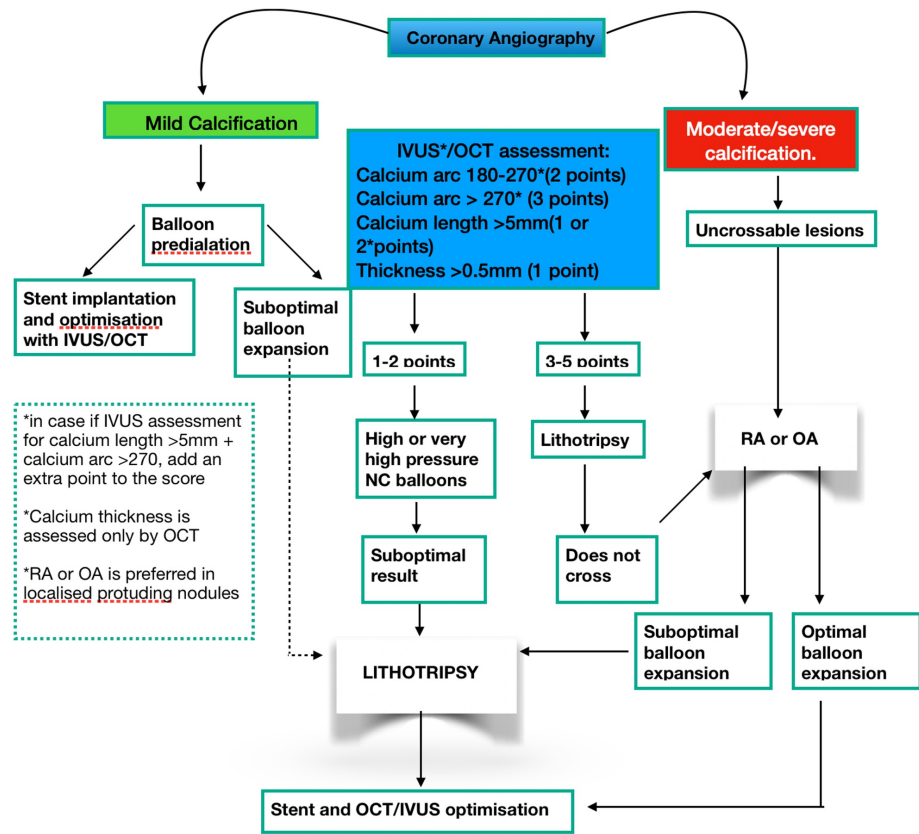 Coronary Angiography
Mild Calcification
Moderate/severe
calcification.
IVUS*/OCT assessment:
Calcium arc 180-270*(2 points)
Calcium arc > 270* (3 points)
Calcium length >5mm(1 or
2*points)
Thickness >0.5mm (1 point)
Balloon
predialation
Uncrossable lesions
Stent implantation
and optimisation
with IVUS/OCT
Suboptimal
balloon
expansion
1-2 points
3-5 points
*in case if IVUS assessment
for calcium length >5mm +
calcium arc >270, add an
extra point to the score
*Calcium thickness is
assessed only by OCT
*RA or OA is preferred in
localised protuding nodules
High or very
high pressure
NC balloons
Lithotripsy
RA or OA
Suboptimal
result
Does not
cross
LITHOTRIPSY
Suboptimal
balloon
expansion
Optimal
balloon
expansion
Stent and OCT/IVUS optimisation